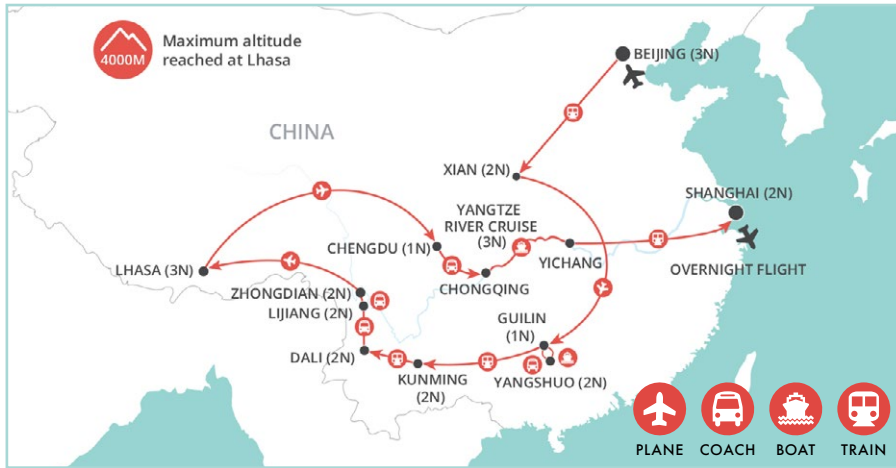 4000M
Maximum altitude
reached at Lhasa
BEIJING (3N)
CHINA
XIAN (2N)
SHANGHAI (2N)
YANGTZE
RIVER CRUISE
(3N)
CHENGDU (1N)
YICHANG
LHASA (3N)
OVERNIGHT FLIGHT
CHONGQING
ZHONGDIAN (2N)
LIJIANG (2N)
GUILIN
(1N)
DALI (2N)
KUNMING
(2N)
YANGSHUO (2N)
PLANE COACH BOAT TRAIN